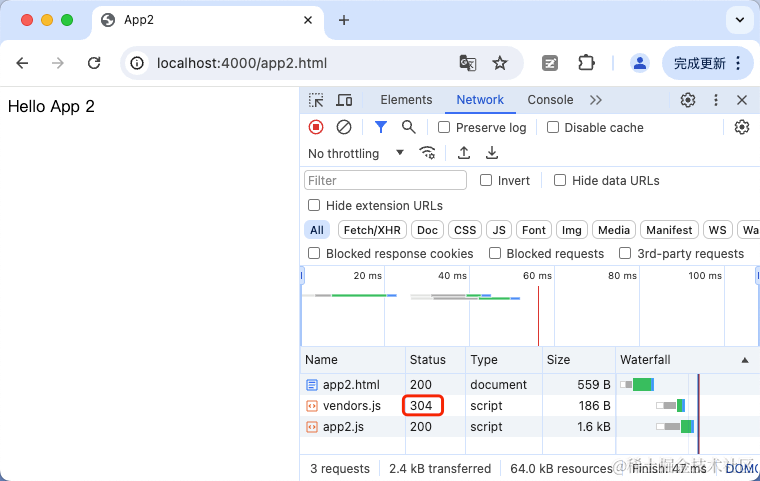 App2
localhost:4000/app2.html
完成更新
Hello App 2
Elements Network Console
Preserve log Disable cache
No throttling
Filter Invert Hide data URLs
Hide extension URLs
All Fetch/XHR Doc CSS JS Font Img Media Manifest WS Wa
Blocked response cookies Blocked requests 3rd-party requests
20 ms 40 ms 60 ms 80 ms 100 ms
Name Status Type Size Waterfall
app2.html 200 document 559 B
vendors.js 304 script 186 B
app2.js 200 script 1.6 kB
3 requests 2.4 kB transferred 64.0 kB resources Finish: 47 ms DOMC
@稀土掘金技术社区